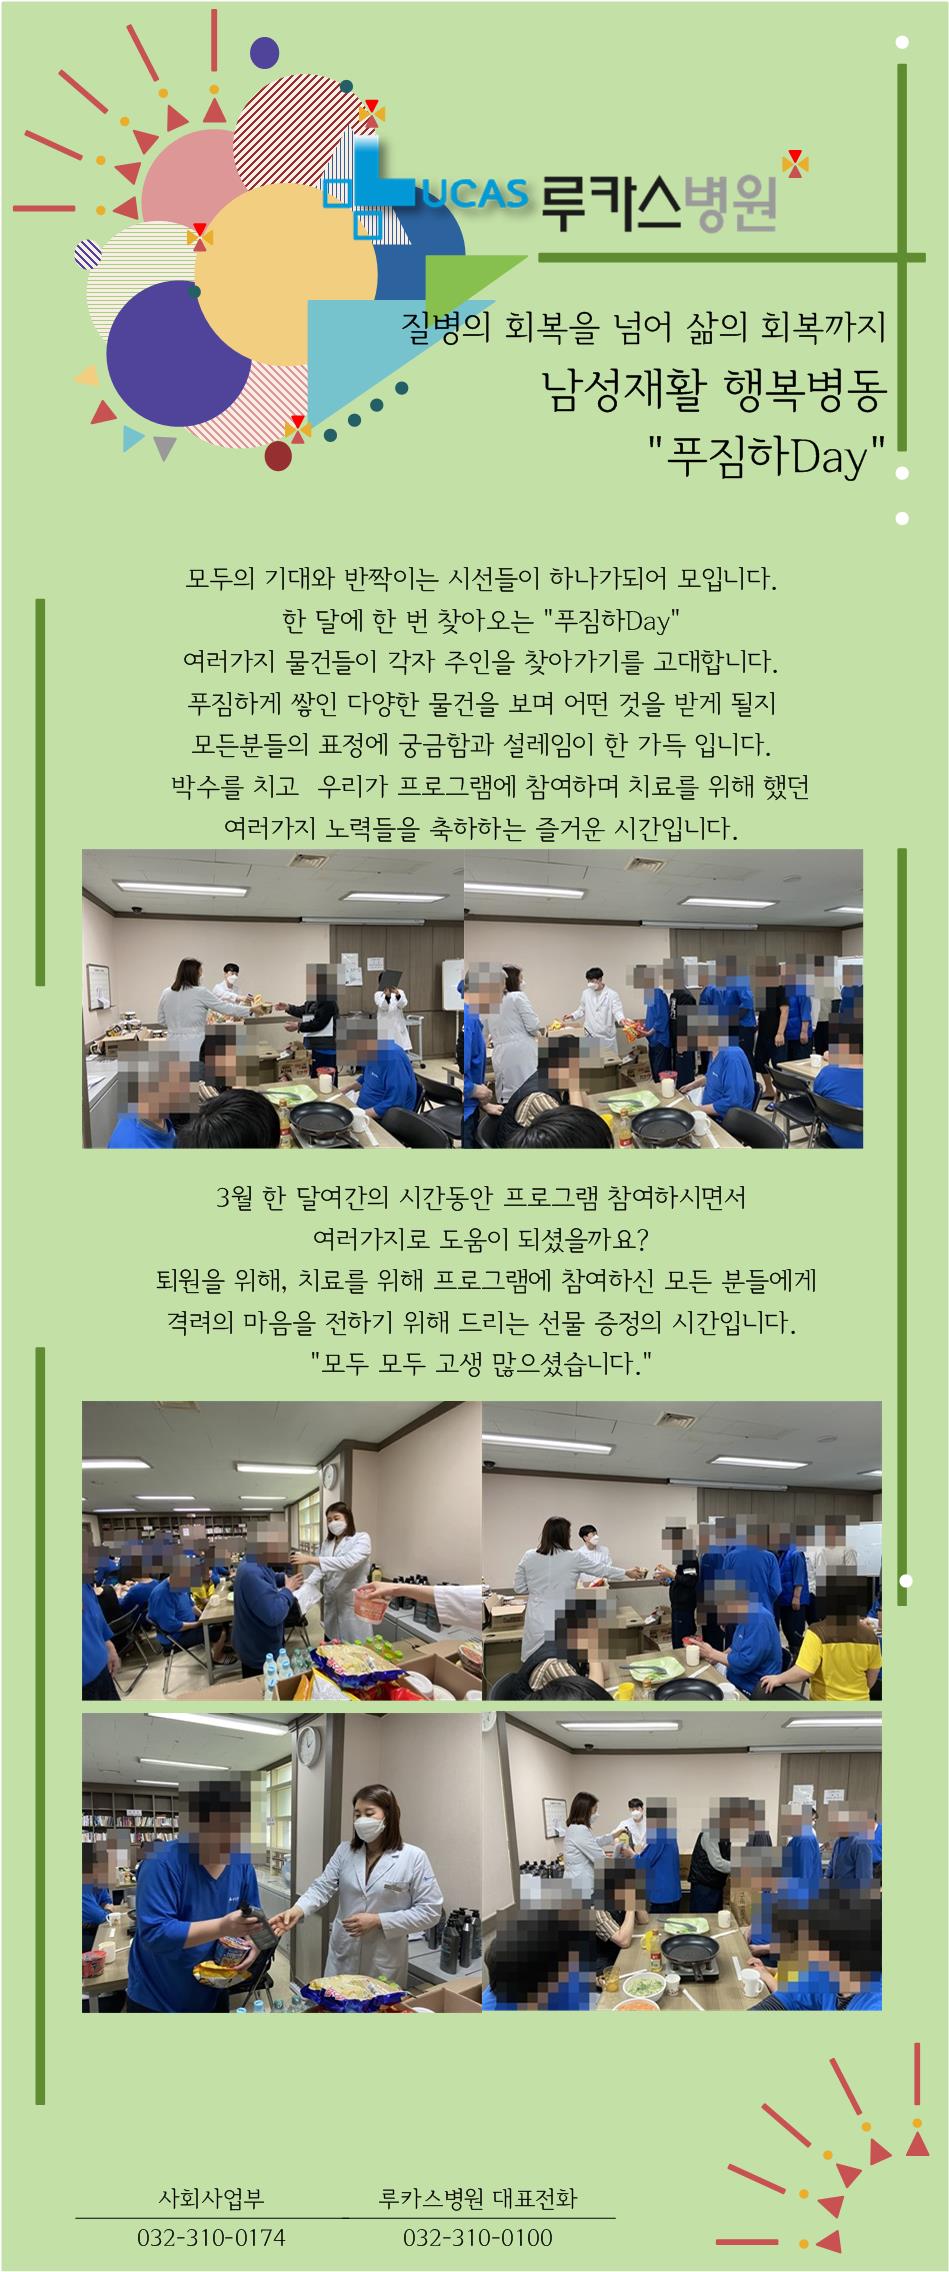 LUCAS 루카스병원
질병의 회복을 넘어 삶의 회복까지
남성재활 행복병동
"푸짐하Day"
모두의 기대와 반짝이는 시선들이 하나가되어 모입니다.
한 달에 한 번 찾아오는 "푸짐하Day"
여러가지 물건들이 각자 주인을 찾아가기를 고대합니다.
푸짐하게 쌓인 다양한 물건을 보며 어떤 것을 받게 될지
모든분들의 표정에 궁금함과 설레임이 한 가득 입니다.
박수를 치고 우리가 프로그램에 참여하며 치료를 위해 했던
여러가지 노력들을 축하하는 즐거운 시간입니다.
3월 한 달여간의 시간동안 프로그램 참여하시면서
여러가지로 도움이 되셨을까요?
퇴원을 위해, 치료를 위해 프로그램에 참여하신 모든 분들에게
격려의 마음을 전하기 위해 드리는 선물 증정의 시간입니다.
"모두 모두 고생 많으셨습니다."
사회사업부 루카스병원 대표전화
032-310-0174 032-310-0100